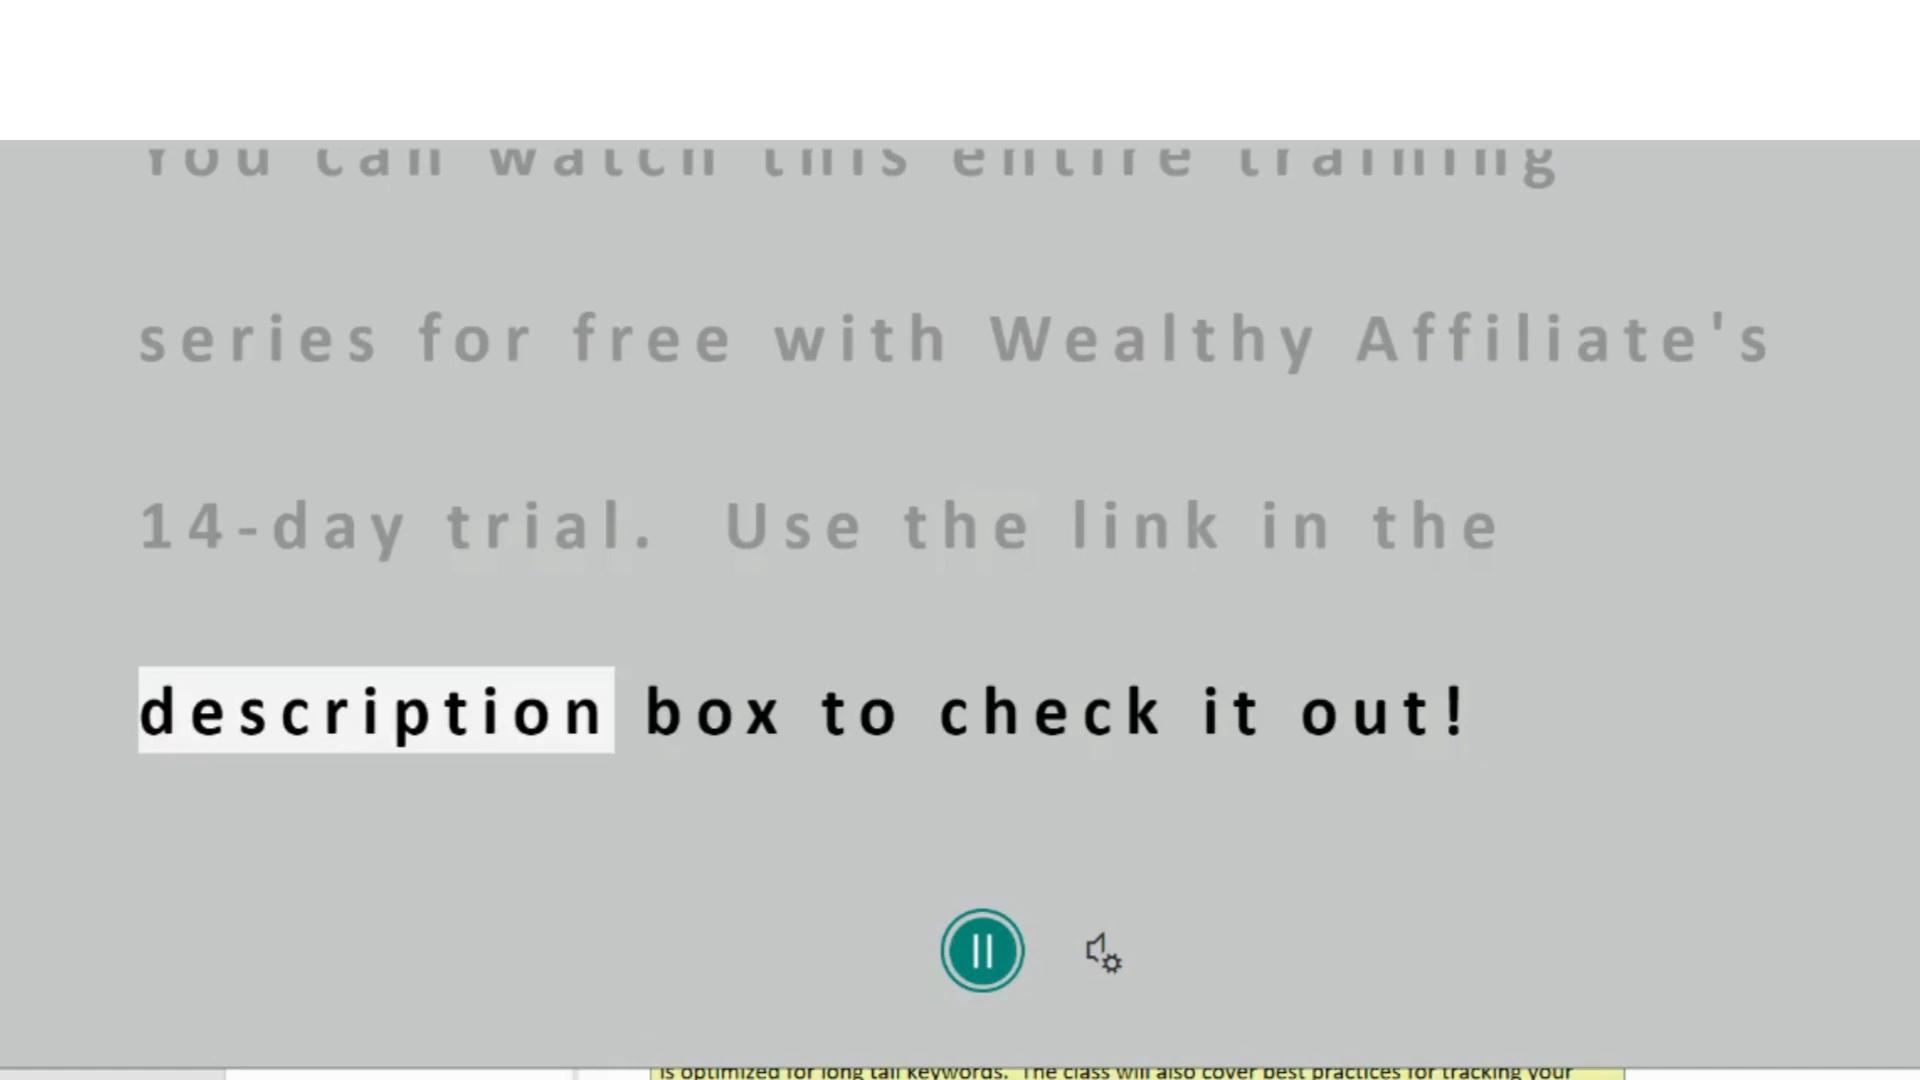 You can watch this entire training
series for free with Wealthy Affiliate's
14-day trial.  Use the link in the
description box to check it out!
is optimized for long tail keywords.  The class will also cover best practices for tracking your